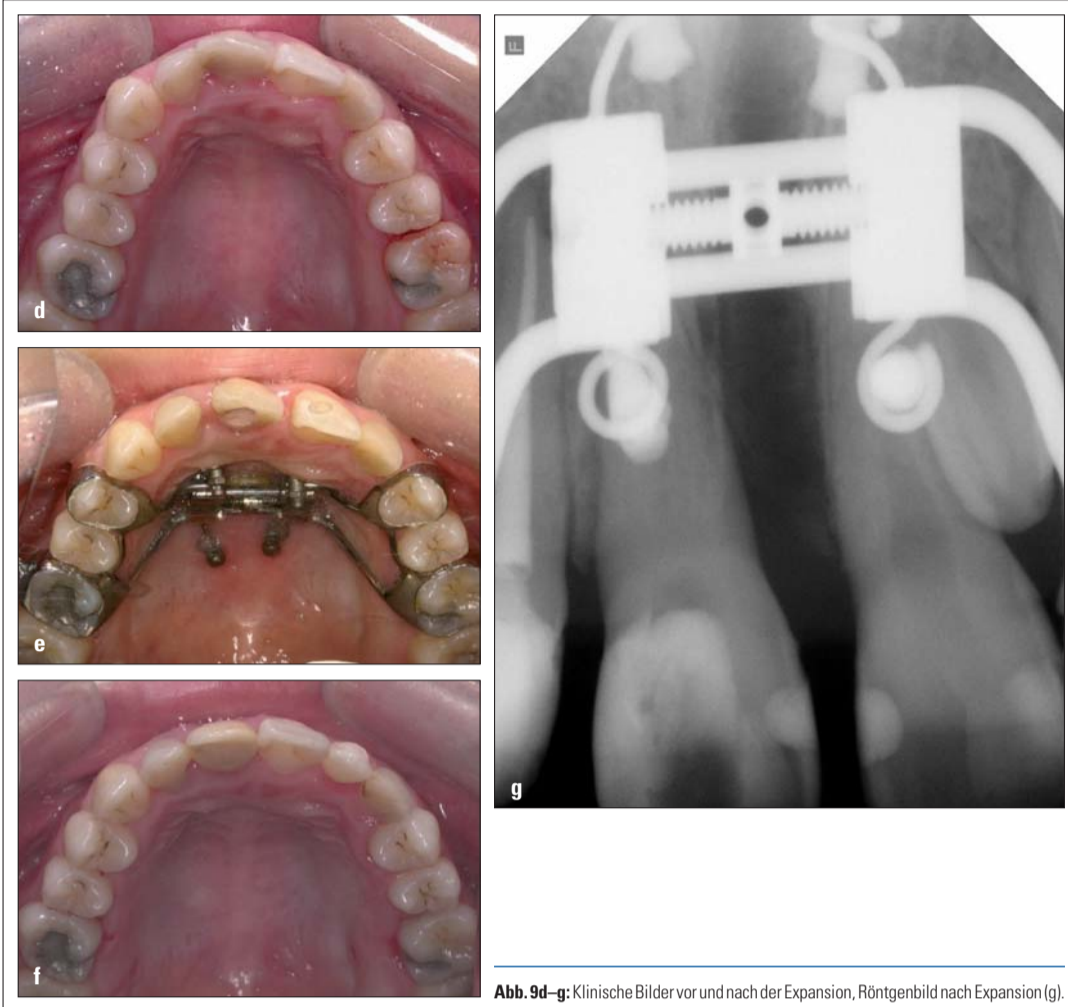 d
e
f
g
Abb. 9d–g: Klinische Bilder vor und nach der Expansion, Röntgenbild nach Expansion (g).